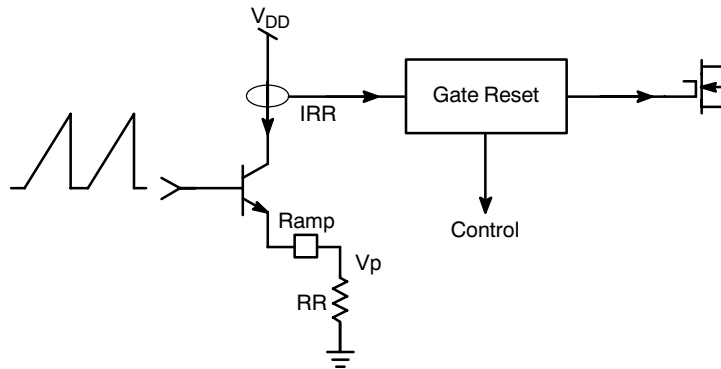 VDD
IRR
Gate Reset
Ramp
Control
Vp
RR